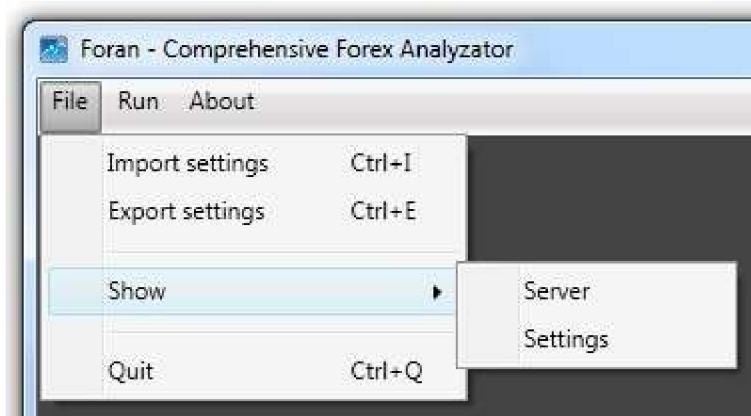 Foran - Comprehensive Forex Analyzator
File Run About
Import settings Ctrl+I
Export settings Ctrl+E
Show
Server
Settings
Quit Ctrl+Q